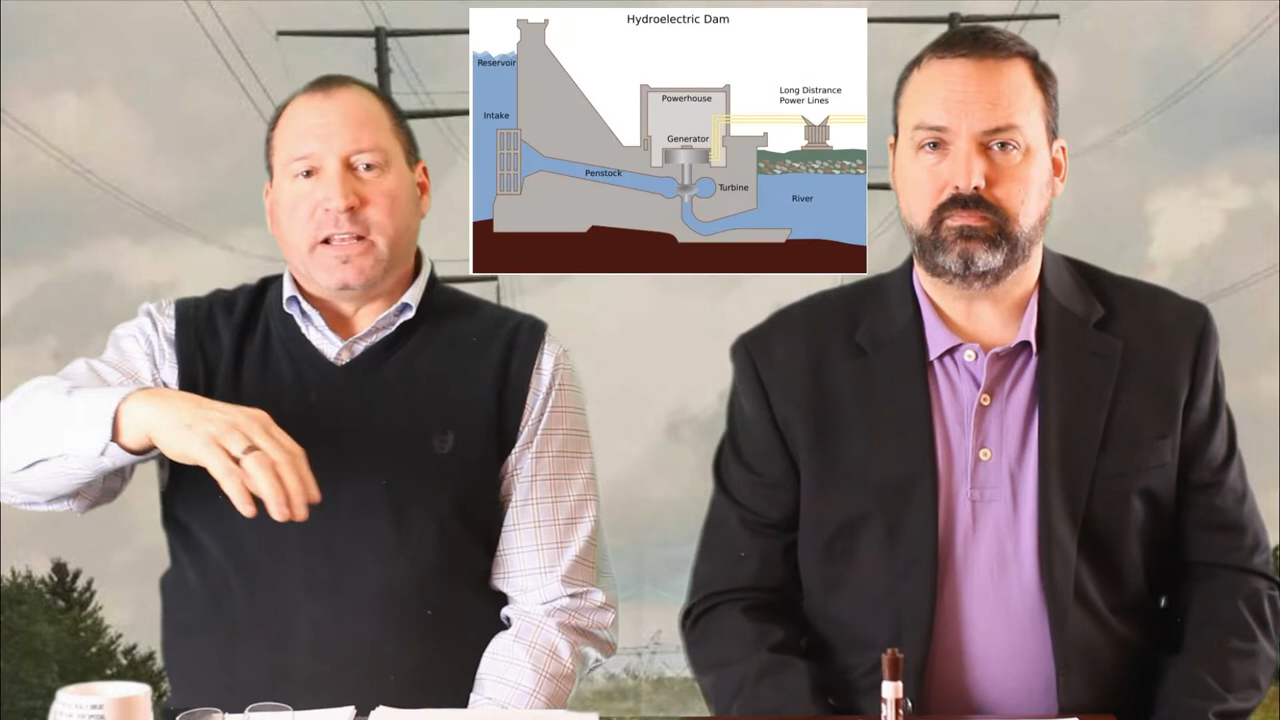 Hydroelectric Dam
Reservoir
Intake
Penstock
Powerhouse
Generator
Turbine
Long Distrance
Power Lines
River